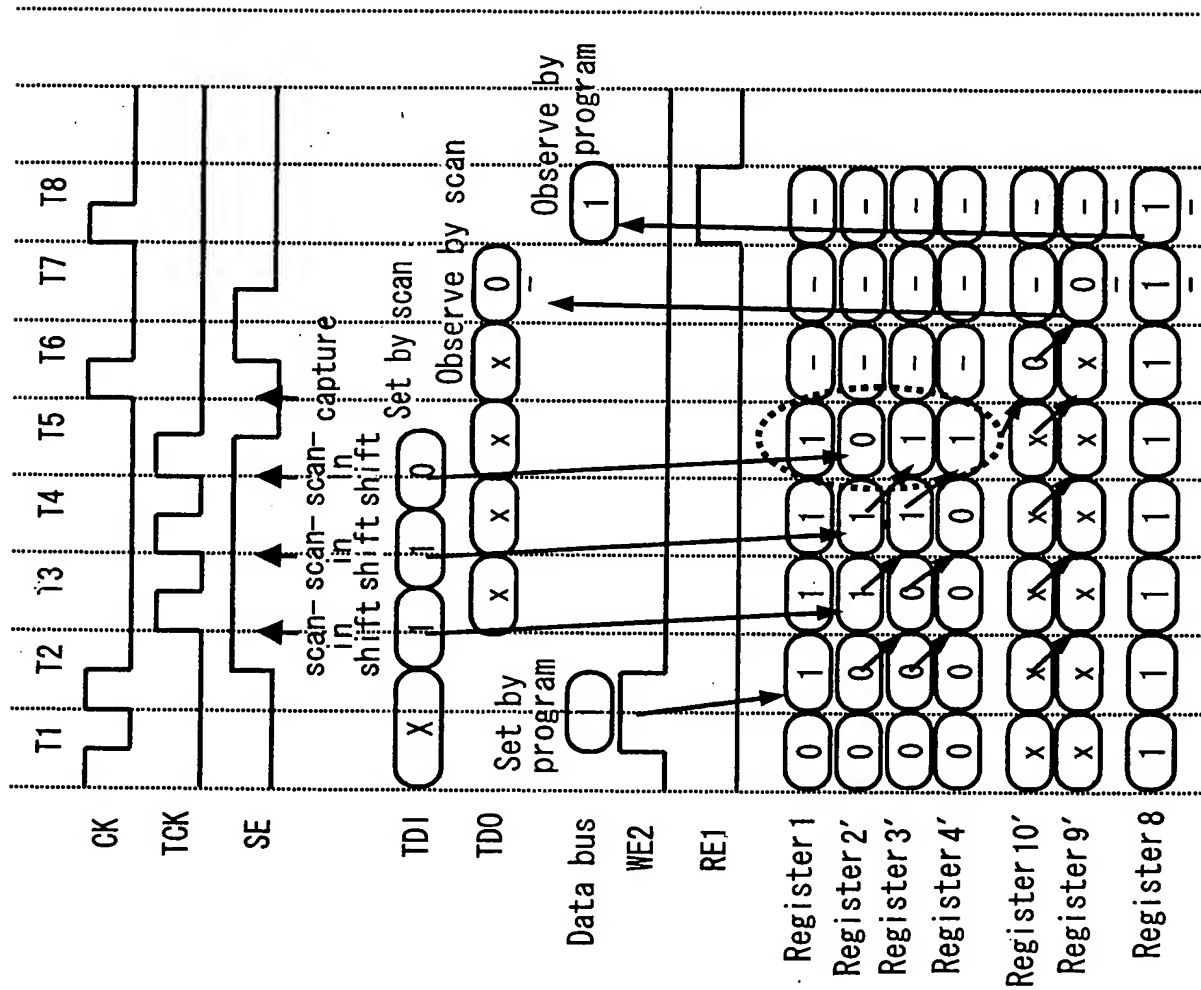 T1 T2 T3 T4 T5 T6 T7 T8
CK
TCK
SE
scan- scan- scan- capture
in in in
shift shift shift
TDI X 1 1 0 Set by scan
TDO x x x x 0 Observe by scan
Set by
program
Data bus 1 1
Observe by
program
WE2
RE1
Register1 0 1 1 1 1 - - -
Register2' 0 0 1 1 0 - - -
Register3' 0 0 0 1 1 - - -
Register4' 0 0 0 0 1 - - -
Register10' x x x x x 0 - -
Register9' x x x x x x 0 -
Register8 1 1 1 1 1 1 1 1